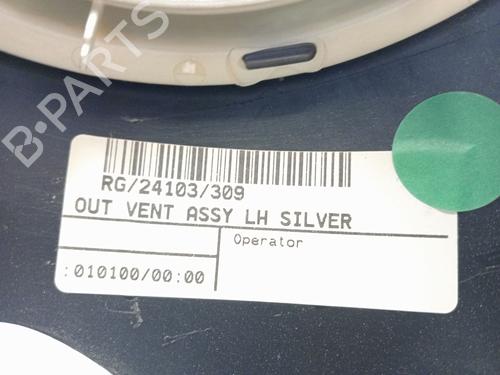 B-PARTS
RG/24103/309
OUT VENT ASSY LH SILVER
Operator
:010100/00:00